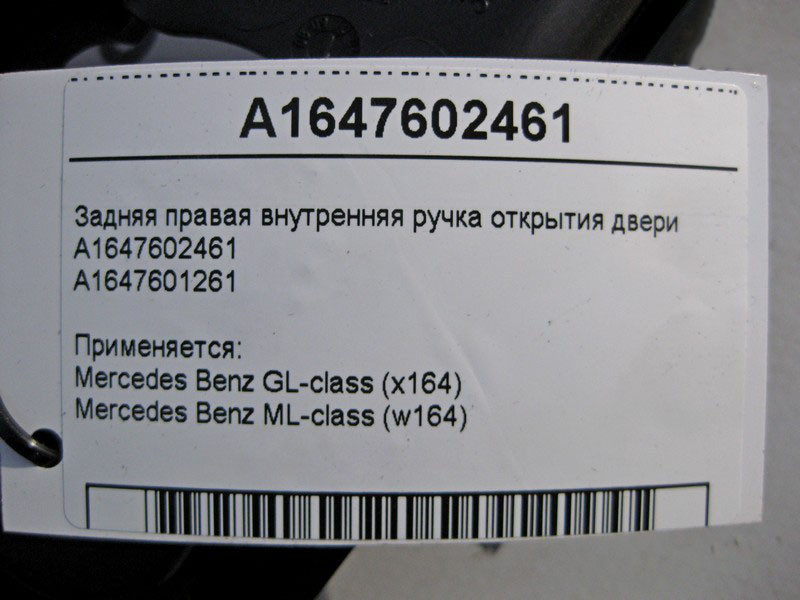 A1647602461
Задняя правая внутренняя ручка открытия двери
A1647602461
A1647601261
Применяется:
Mercedes Benz GL-class (x164)
Mercedes Benz ML-class (w164)